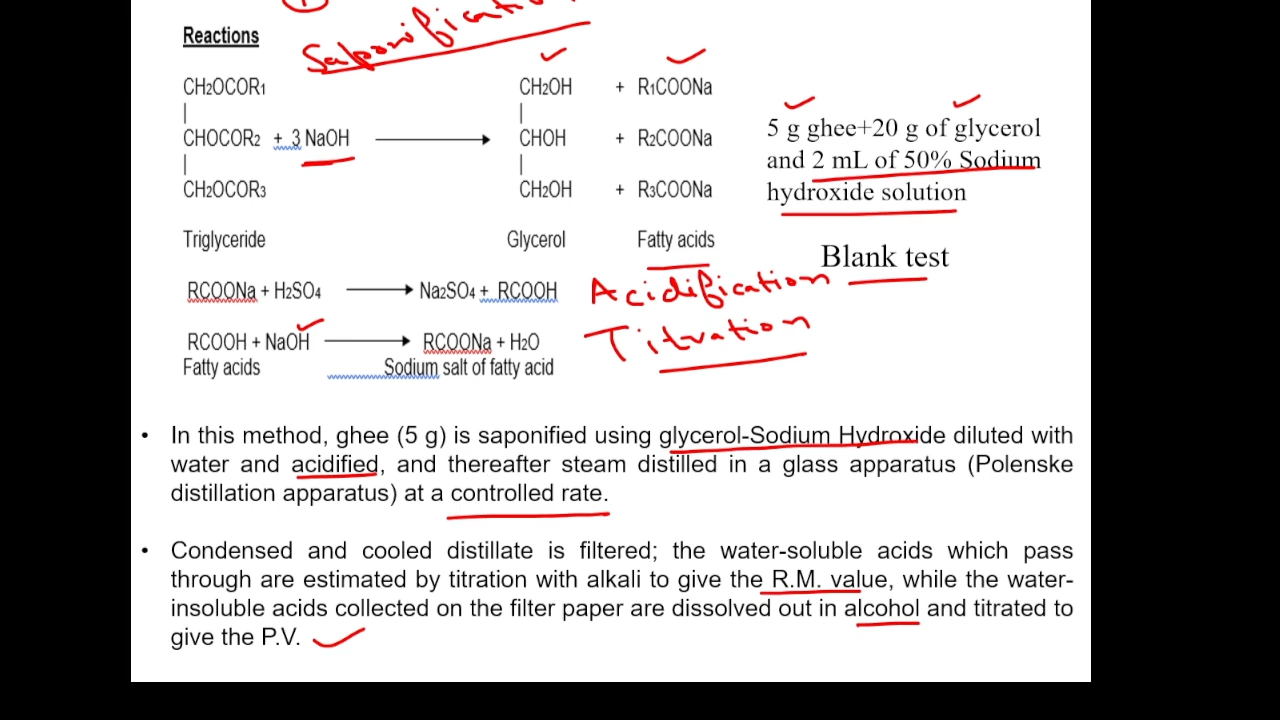 Saponification
Reactions
CH2OCOR1 CH2OH + R1COONa
| |
CHOCOR2 + 3 NaOH CHOH + R2COONa
| |
CH2OCOR3 CH2OH + R3COONa
Triglyceride Glycerol Fatty acids
5 g ghee+20 g of glycerol
and 2 mL of 50% Sodium
hydroxide solution
Blank test
RCOONa + H2SO4 Na2SO4 + RCOOH Acidification
RCOOH + NaOH RCOONa + H2O Titration
Fatty acids Sodium salt of fatty acid
• In this method, ghee (5 g) is saponified using glycerol-Sodium Hydroxide diluted with
water and acidified, and thereafter steam distilled in a glass apparatus (Polenske
distillation apparatus) at a controlled rate.
• Condensed and cooled distillate is filtered; the water-soluble acids which pass
through are estimated by titration with alkali to give the R.M. value, while the water-
insoluble acids collected on the filter paper are dissolved out in alcohol and titrated to
give the P.V.